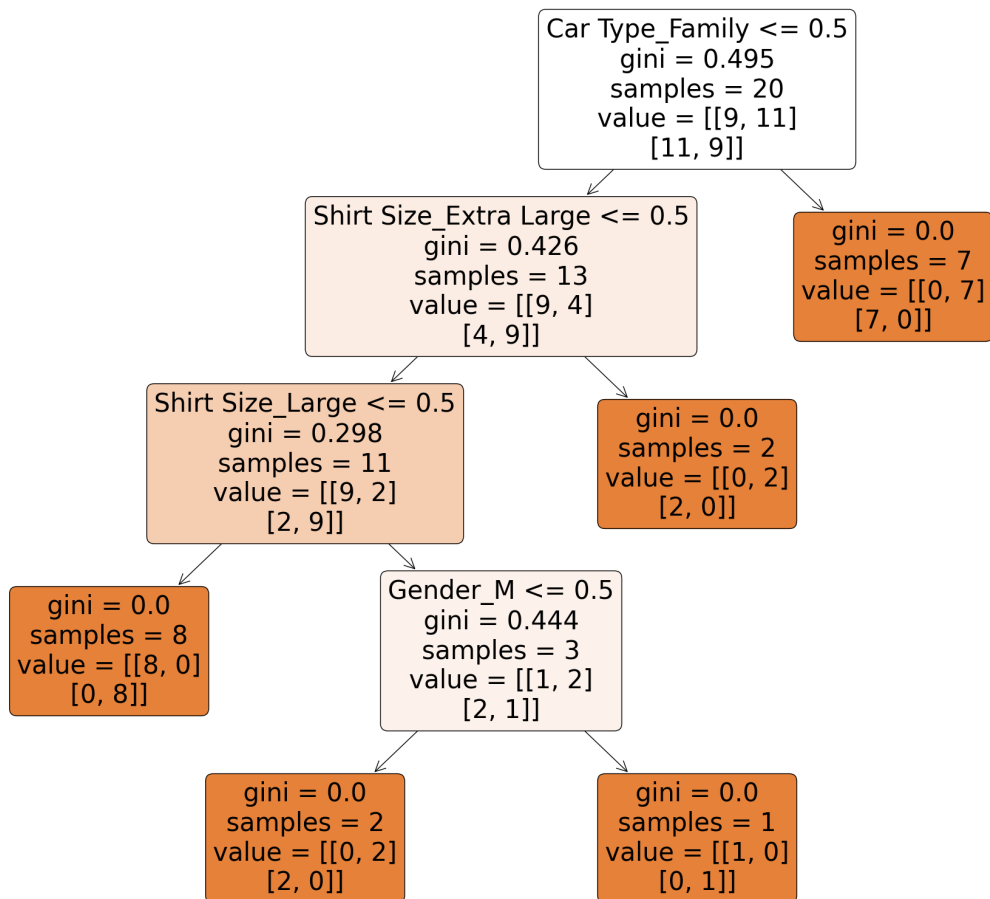 Car Type_Family <= 0.5
gini = 0.495
samples = 20
value = [[9, 11]
[11, 9]]
Shirt Size_Extra Large <= 0.5
gini = 0.426
samples = 13
value = [[9, 4]
[4, 9]]
gini = 0.0
samples = 7
value = [[0, 7]
[7, 0]]
Shirt Size_Large <= 0.5
gini = 0.298
samples = 11
value = [[9, 2]
[2, 9]]
gini = 0.0
samples = 2
value = [[0, 2]
[2, 0]]
gini = 0.0
samples = 8
value = [[8, 0]
[0, 8]]
Gender_M <= 0.5
gini = 0.444
samples = 3
value = [[1, 2]
[2, 1]]
gini = 0.0
samples = 2
value = [[0, 2]
[2, 0]]
gini = 0.0
samples = 1
value = [[1, 0]
[0, 1]]